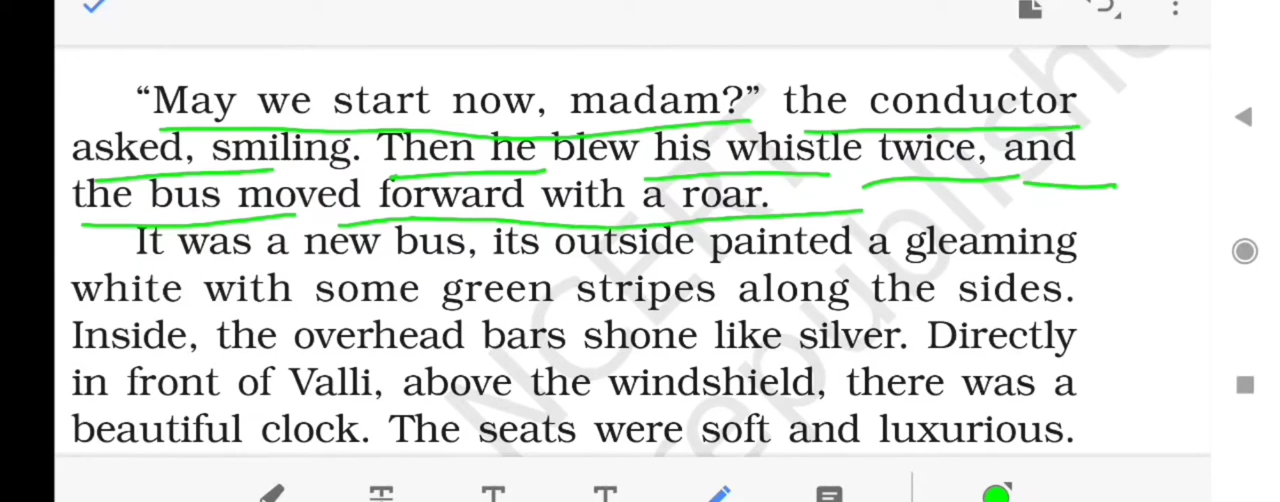 “May we start now, madam?” the conductor
asked, smiling. Then he blew his whistle twice, and
the bus moved forward with a roar.
It was a new bus, its outside painted a gleaming
white with some green stripes along the sides.
Inside, the overhead bars shone like silver. Directly
in front of Valli, above the windshield, there was a
beautiful clock. The seats were soft and luxurious.
NCERT
republishe